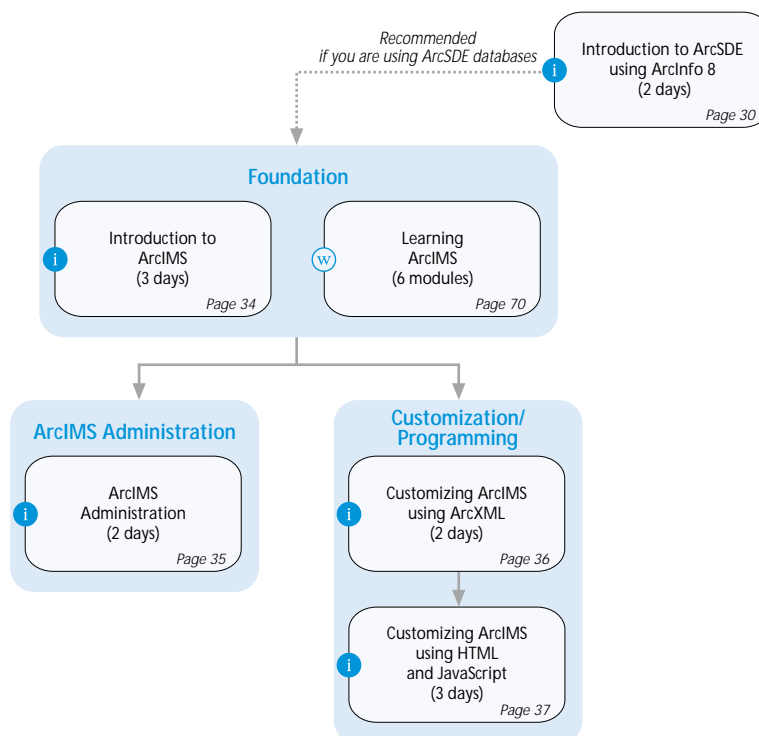 Recommended
if you are using ArcSDE databases
Introduction to ArcSDE
using ArcInfo 8
(2 days)
i
Page 30
Foundation
Introduction to
ArcIMS
(3 days)
i
Page 34
Learning
ArcIMS
(6 modules)
w
Page 70
ArcIMS Administration
ArcIMS
Administration
(2 days)
i
Page 35
Customization/
Programming
Customizing ArcIMS
using ArcXML
(2 days)
i
Page 36
Customizing ArcIMS
using HTML
and JavaScript
(3 days)
i
Page 37